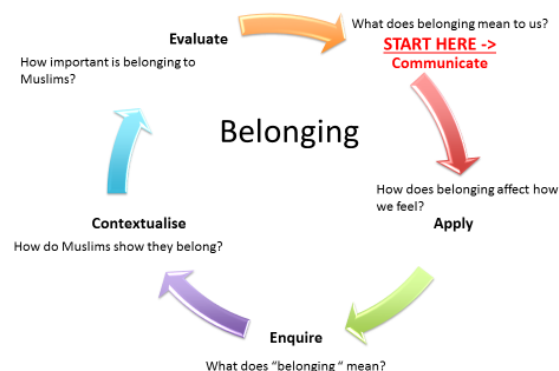 What does belonging mean to us?
START HERE ->
Communicate
Evaluate
How important is belonging to
Muslims?
Belonging
How does belonging affect how
we feel?
Apply
Contextualise
How do Muslims show they belong?
Enquire
What does “belonging “ mean?